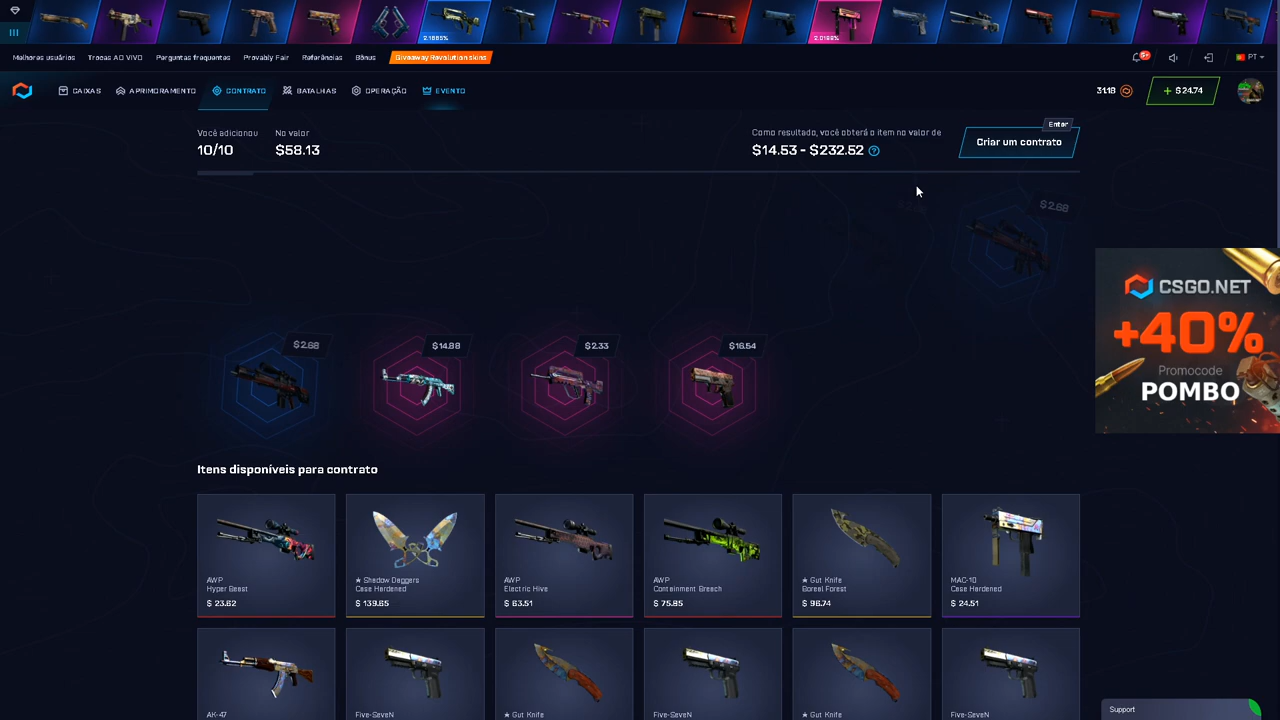 2.1685%
2.0199%
Melhores usuários
Trocas AO VIVO
Perguntas frequentes
Provably Fair
Referências
Bônus
Giveaway Revolution skins
5+
PT
CAIXAS
APRIMORAMENTO
CONTRATO
BATALHAS
OPERAÇÃO
EVENTO
31.18
+ $24.74
Você adicionou
10/10
No valor
$58.13
Como resultado, você obterá o item no valor de
$14.53 - $232.52
?
Enter
Criar um contrato
$2.68
$2.68
$14.88
$2.33
$16.54
CSGO.NET
+40%
Promocode
POMBO
Itens disponíveis para contrato
AWP
Hyper Beast
$ 23.62
★ Shadow Daggers
Case Hardened
$ 139.65
AWP
Electric Hive
$ 63.51
AWP
Containment Breach
$ 75.85
★ Gut Knife
Boreal Forest
$ 96.74
MAC-10
Case Hardened
$ 24.51
AK-47
Five-SeveN
★ Gut Knife
Five-SeveN
★ Gut Knife
Five-SeveN
Support